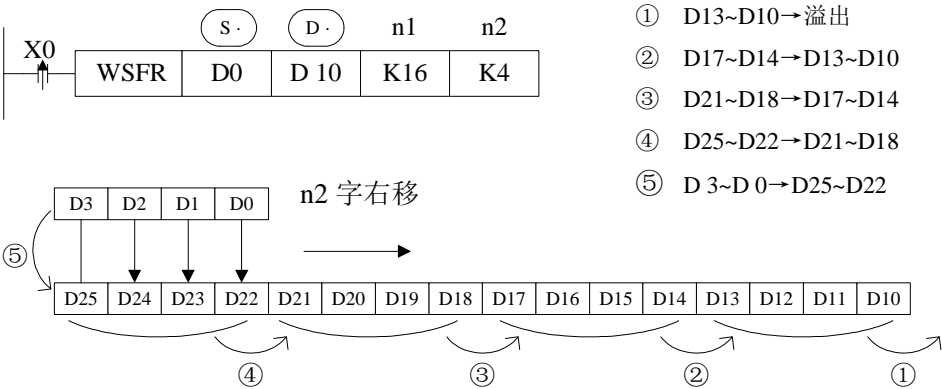 S · D · n1 n2
X0
WSFR D0 D 10 K16 K4
① D13~D10→溢出
② D17~D14→D13~D10
③ D21~D18→D17~D14
④ D25~D22→D21~D18
⑤ D 3~D 0→D25~D22
D3 D2 D1 D0
n2 字右移
⑤
D25 D24 D23 D22 D21 D20 D19 D18 D17 D16 D15 D14 D13 D12 D11 D10
④ ③ ② ①